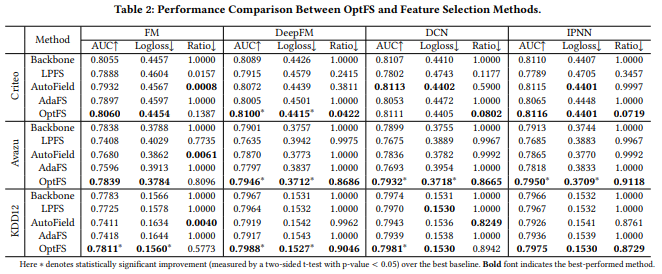 Table 2: Performance Comparison Between OptFS and Feature Selection Methods.
Method FM DeepFM DCN IPNN
AUC↑ Logloss↓ Ratio↓ AUC↑ Logloss↓ Ratio↓ AUC↑ Logloss↓ Ratio↓ AUC↑ Logloss↓ Ratio↓
Criteo
Backbone 0.8055 0.4457 1.0000 0.8089 0.4426 1.0000 0.8107 0.4410 1.0000 0.8110 0.4407 1.0000
LPFS 0.7888 0.4604 0.0157 0.7915 0.4579 0.2415 0.7802 0.4743 0.1177 0.7789 0.4705 0.3457
AutoField 0.7932 0.4567 0.0008 0.8072 0.4439 0.3811 0.8113 0.4402 0.5900 0.8115 0.4401 0.9997
AdaFS 0.7897 0.4597 1.0000 0.8005 0.4501 1.0000 0.8053 0.4472 1.0000 0.8065 0.4448 1.0000
OptFS 0.8060 0.4454 0.1387 0.8100* 0.4415* 0.0422 0.8111 0.4405 0.0802 0.8116 0.4401 0.0719
Avazu
Backbone 0.7838 0.3788 1.0000 0.7901 0.3757 1.0000 0.7899 0.3755 1.0000 0.7913 0.3744 1.0000
LPFS 0.7408 0.4029 0.7735 0.7635 0.3942 0.9975 0.7675 0.3889 0.9967 0.7685 0.3883 0.9967
AutoField 0.7680 0.3862 0.0061 0.7870 0.3773 1.0000 0.7836 0.3782 0.9992 0.7865 0.3770 0.9992
AdaFS 0.7596 0.3913 1.0000 0.7797 0.3837 1.0000 0.7693 0.3954 1.0000 0.7818 0.3833 1.0000
OptFS 0.7839 0.3784 0.8096 0.7946* 0.3712* 0.8686 0.7932* 0.3718* 0.8665 0.7950* 0.3709* 0.9118
KDD12
Backbone 0.7783 0.1566 1.0000 0.7967 0.1531 1.0000 0.7974 0.1531 1.0000 0.7966 0.1532 1.0000
LPFS 0.7725 0.1578 1.0000 0.7964 0.1532 1.0000 0.7970 0.1530 1.0000 0.7967 0.1532 1.0000
AutoField 0.7411 0.1634 0.0040 0.7919 0.1542 0.9962 0.7943 0.1536 0.8249 0.7926 0.1541 0.8761
AdaFS 0.7418 0.1644 1.0000 0.7917 0.1543 1.0000 0.7939 0.1538 1.0000 0.7936 0.1539 1.0000
OptFS 0.7811* 0.1560* 0.5773 0.7988* 0.1527* 0.9046 0.7981* 0.1530 0.8942 0.7975 0.1530 0.8729
Here * denotes statistically significant improvement (measured by a two-sided t-test with p-value < 0.05) over the best baseline. Bold font indicates the best-performed method.